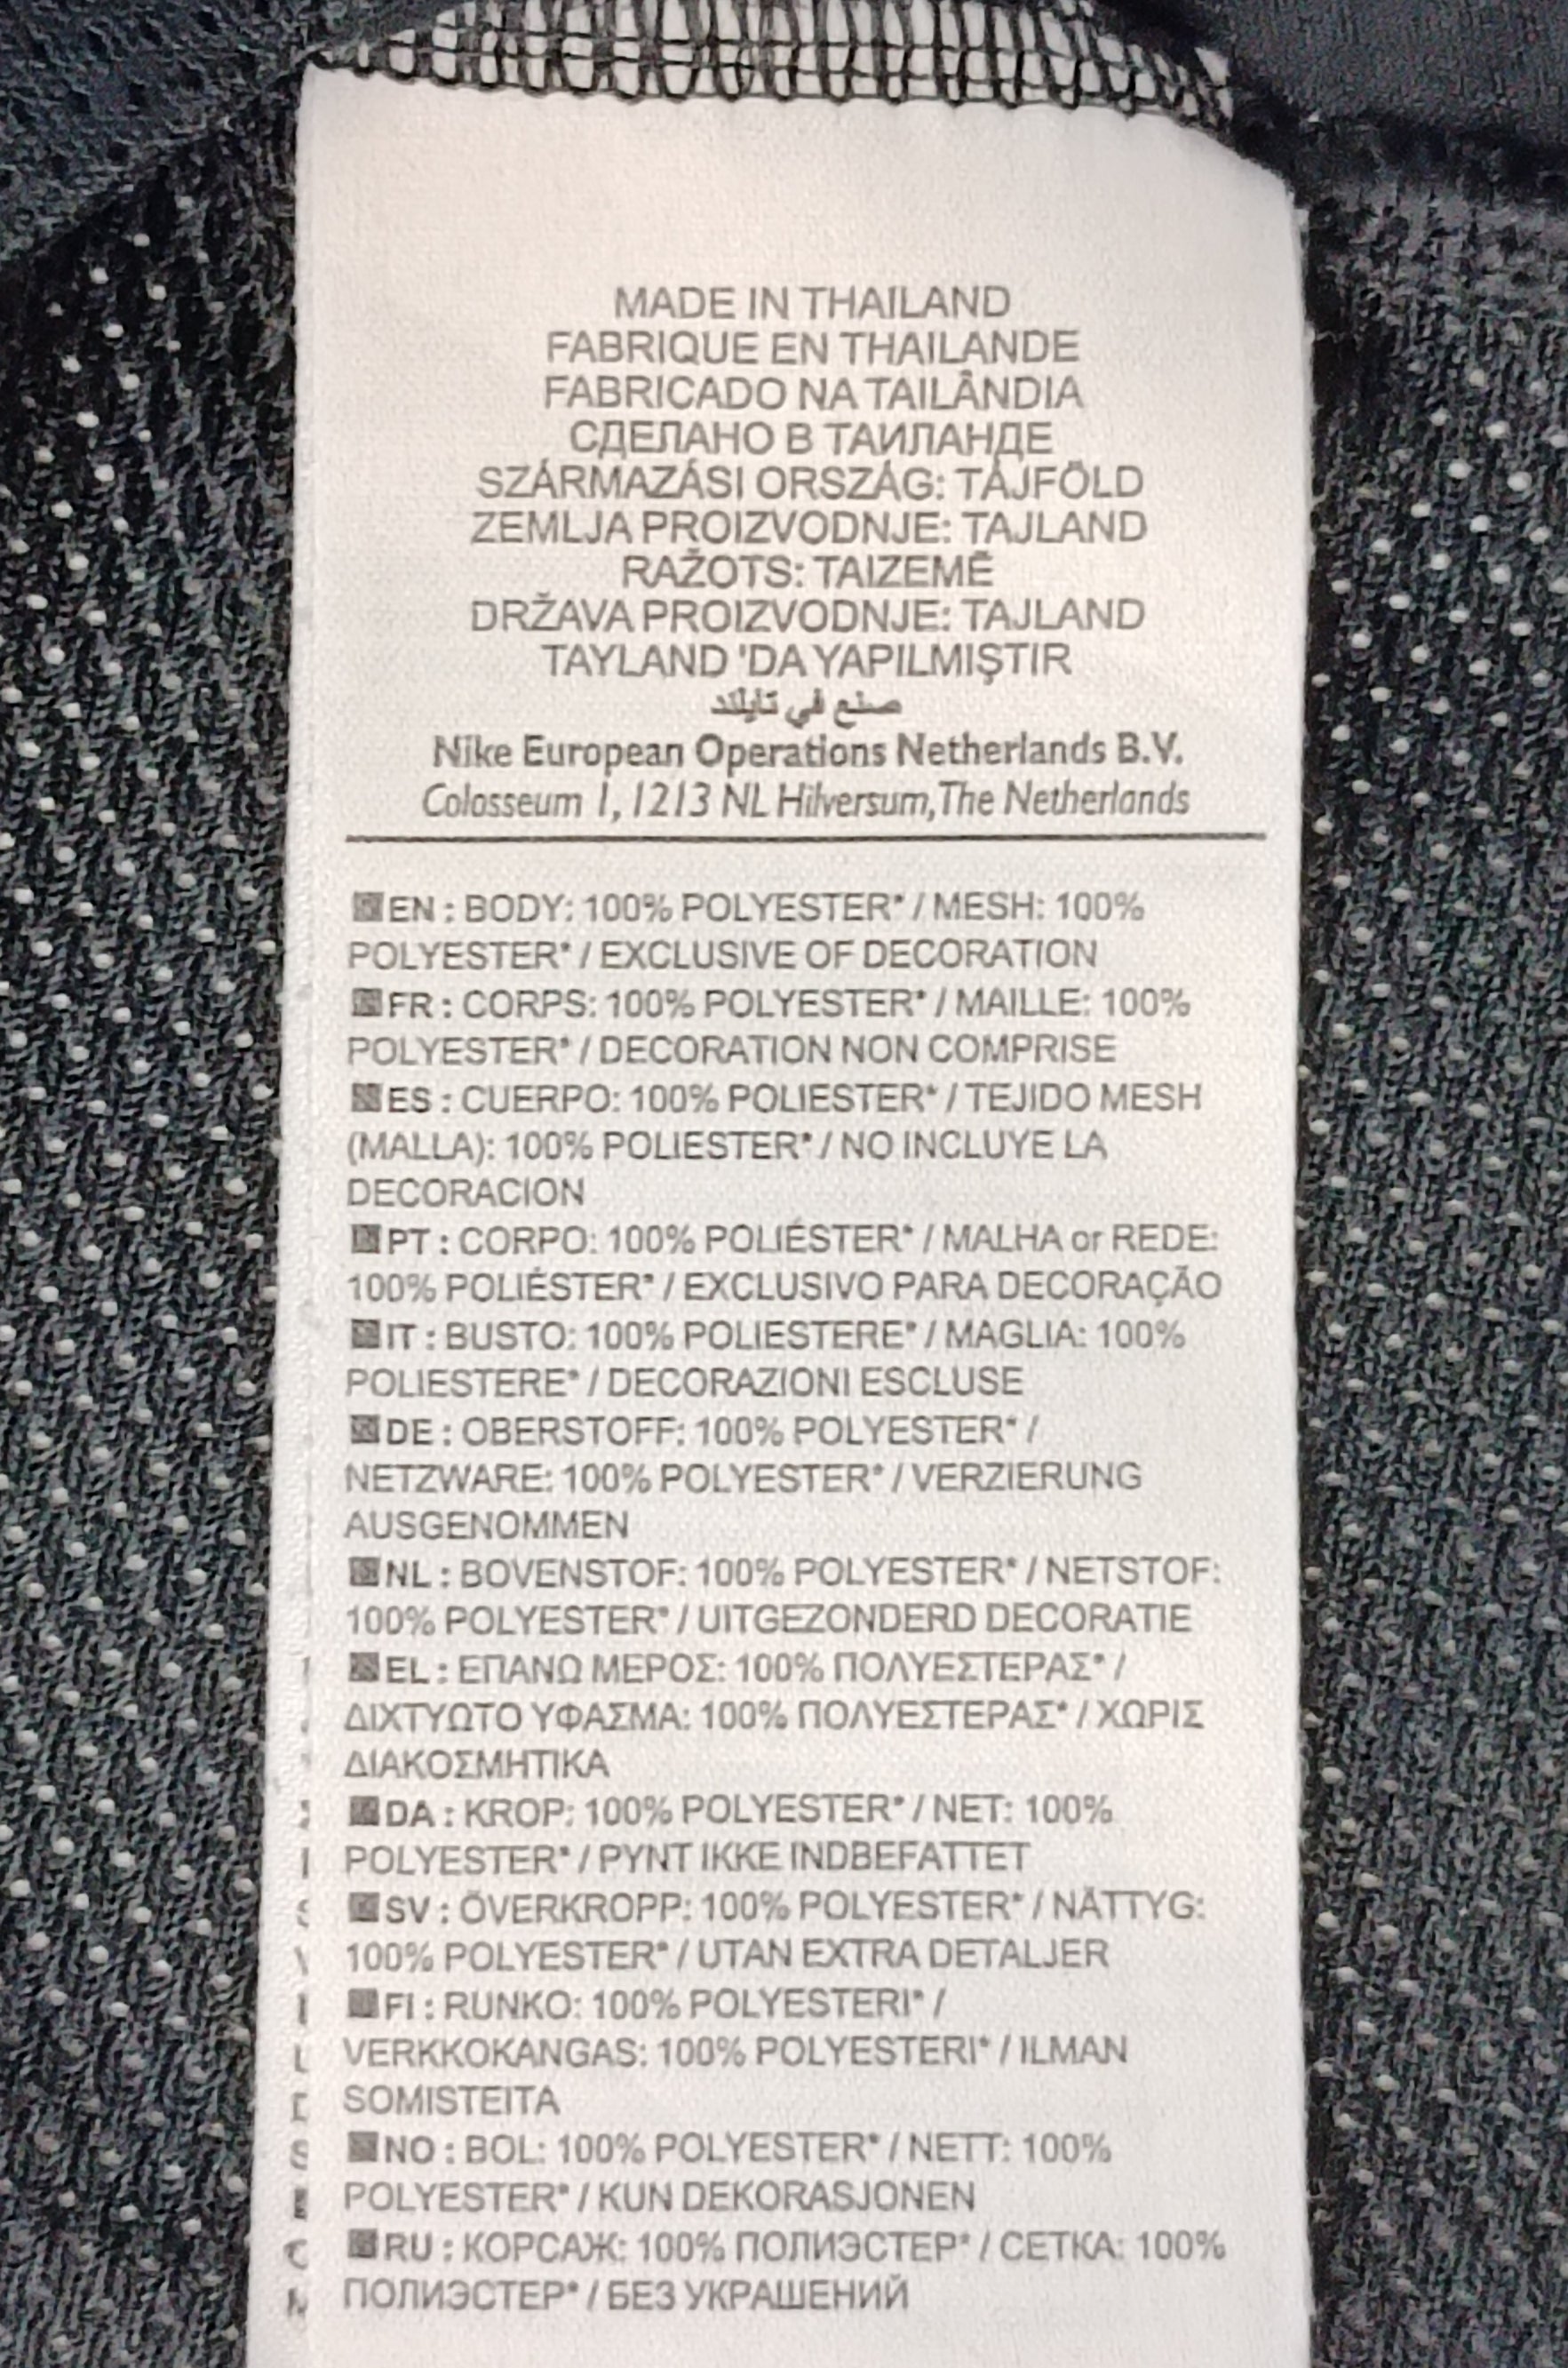 MADE IN THAILAND
FABRIQUE EN THAILANDE
FABRICADO NA TAILÂNDIA
СДЕЛАНО В ТАИЛАНДЕ
SZÁRMAZÁSI ORSZÁG: TÁJFÖLD
ZEMLJA PROIZVODNJE: TAJLAND
RAŽOTS: TAIZEMĒ
DRŽAVA PROIZVODNJE: TAJLAND
TAYLAND 'DA YAPILMIŞTIR
صنع في تايلند
Nike European Operations Netherlands B.V.
Colosseum 1, 1213 NL Hilversum, The Netherlands
EN : BODY: 100% POLYESTER* / MESH: 100%
POLYESTER* / EXCLUSIVE OF DECORATION
FR : CORPS: 100% POLYESTER* / MAILLE: 100%
POLYESTER* / DECORATION NON COMPRISE
ES : CUERPO: 100% POLIESTER* / TEJIDO MESH
(MALLA): 100% POLIESTER* / NO INCLUYE LA
DECORACION
PT : CORPO: 100% POLIÉSTER* / MALHA or REDE:
100% POLIÉSTER* / EXCLUSIVO PARA DECORAÇÃO
IT : BUSTO: 100% POLIESTERE* / MAGLIA: 100%
POLIESTERE* / DECORAZIONI ESCLUSE
DE : OBERSTOFF: 100% POLYESTER* /
NETZWARE: 100% POLYESTER* / VERZIERUNG
AUSGENOMMEN
NL : BOVENSTOF: 100% POLYESTER* / NETSTOF:
100% POLYESTER* / UITGEZONDERD DECORATIE
EL : ΕΠΑΝΩ ΜΕΡΟΣ: 100% ΠΟΛΥΕΣΤΕΡΑΣ* /
ΔΙΧΤΥΩΤΟ ΥΦΑΣΜΑ: 100% ΠΟΛΥΕΣΤΕΡΑΣ* / ΧΩΡΙΣ
ΔΙΑΚΟΣΜΗΤΙΚΑ
DA : KROP: 100% POLYESTER* / NET: 100%
POLYESTER* / PYNT IKKE INDBEFATTET
SV : ÖVERKROPP: 100% POLYESTER* / NÄTTYG:
100% POLYESTER* / UTAN EXTRA DETALJER
FI : RUNKO: 100% POLYESTERI* /
VERKKOKANGAS: 100% POLYESTERI* / ILMAN
SOMISTEITA
NO : BOL: 100% POLYESTER* / NETT: 100%
POLYESTER* / KUN DEKORASJONEN
RU : КОРСАЖ: 100% ПОЛИЭСТЕР* / СЕТКА: 100%
ПОЛИЭСТЕР* / БЕЗ УКРАШЕНИЙ